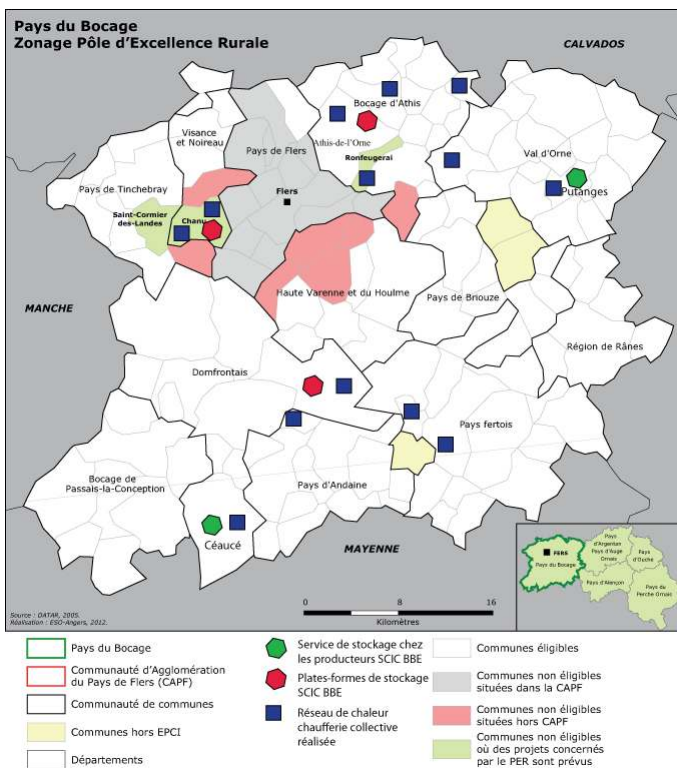 Pays du Bocage
Zonage Pôle d'Excellence Rurale
CALVADOS
Bocage d'Athis
Visance
et Noireau
Athis-de-l'Orne
Pays de Flers
Ronfeugerai
Val d'Orne
Putanges
Pays de Tinchebray
Flers
Saint-Cormier
des-Landes
Chanu
MANCHE
Haute Varenne et du Houlme
Pays de Briouze
Région de Rânes
Domfrontais
Pays fertois
Bocage de
Passais-la-Conception
Pays d'Andaine
Céaucé
MAYENNE
Pays
d'Argentan
Pays d'Auge
Ornais
Pays
d'Ouche
Pays du Bocage
Pays d'Alençon
Pays du
Perche Ornais
Source : DATAR, 2005.
Réalisation : ESO-Angers, 2012.
0 8 16
Kilomètres
Pays du Bocage
Communauté d'Agglomération
du Pays de Flers (CAPF)
Communauté de communes
Communes hors EPCI
Départements
Service de stockage chez
les producteurs SCIC BBE
Plates-formes de stockage
SCIC BBE
Réseau de chaleur
chaufferie collective
réalisée
Communes éligibles
Communes non éligibles
situées dans la CAPF
Communes non éligibles
situées hors CAPF
Communes non éligibles
où des projets concernés
par le PER sont prévus